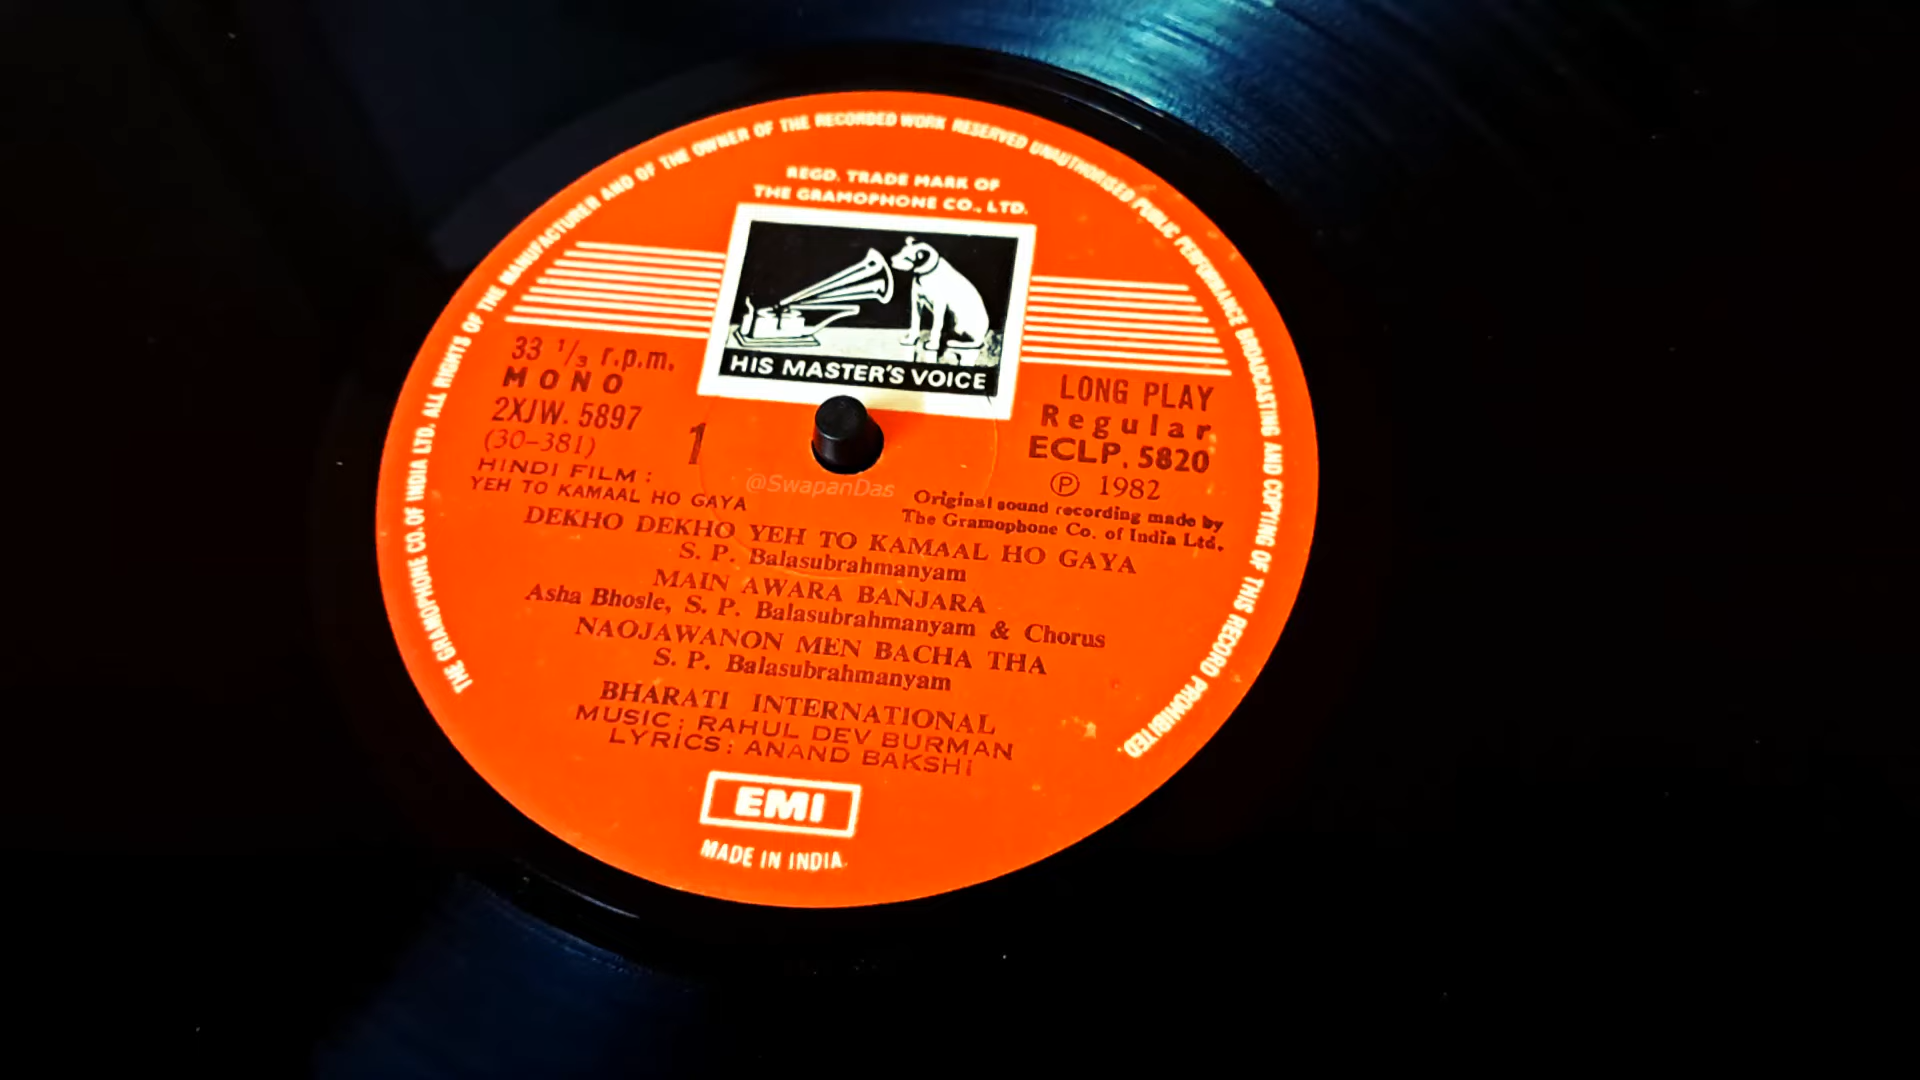 THE GRAMOPHONE CO. OF INDIA LTD. ALL RIGHTS OF THE MANUFACTURER AND OF THE OWNER OF THE RECORDED WORK RESERVED UNAUTHORISED PUBLIC PERFORMANCE BROADCASTING AND COPYING OF THIS RECORD PROHIBITED.
REGD. TRADE MARK OF
THE GRAMOPHONE CO., LTD.
HIS MASTER'S VOICE
33 1/3 r.p.m.
MONO
2XJW. 5897
(30-381)
1
LONG PLAY
Regular
ECLP. 5820
℗ 1982
HINDI FILM :
YEH TO KAMAAL HO GAYA
@SwapanDas
Original sound recording made by
The Gramophone Co. of India Ltd.
DEKHO DEKHO YEH TO KAMAAL HO GAYA
S. P. Balasubrahmanyam
MAIN AWARA BANJARA
Asha Bhosle, S. P. Balasubrahmanyam & Chorus
NAOJAWANON MEN BACHA THA
S. P. Balasubrahmanyam
BHARATI INTERNATIONAL
MUSIC : RAHUL DEV BURMAN
LYRICS : ANAND BAKSHI
EMI
MADE IN INDIA.